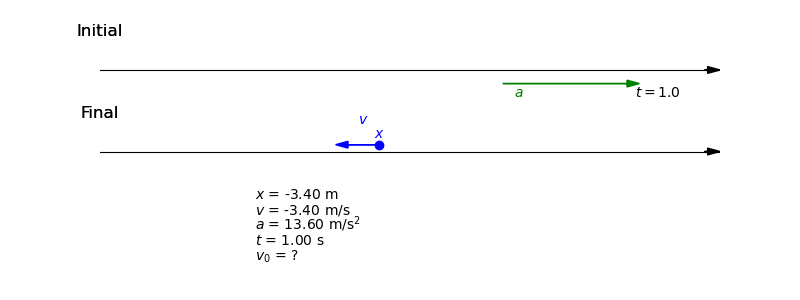 Initial
a
t = 1.0
Final
v
x
x = -3.40 m
v = -3.40 m/s
a = 13.60 m/s²
t = 1.00 s
v₀ = ?